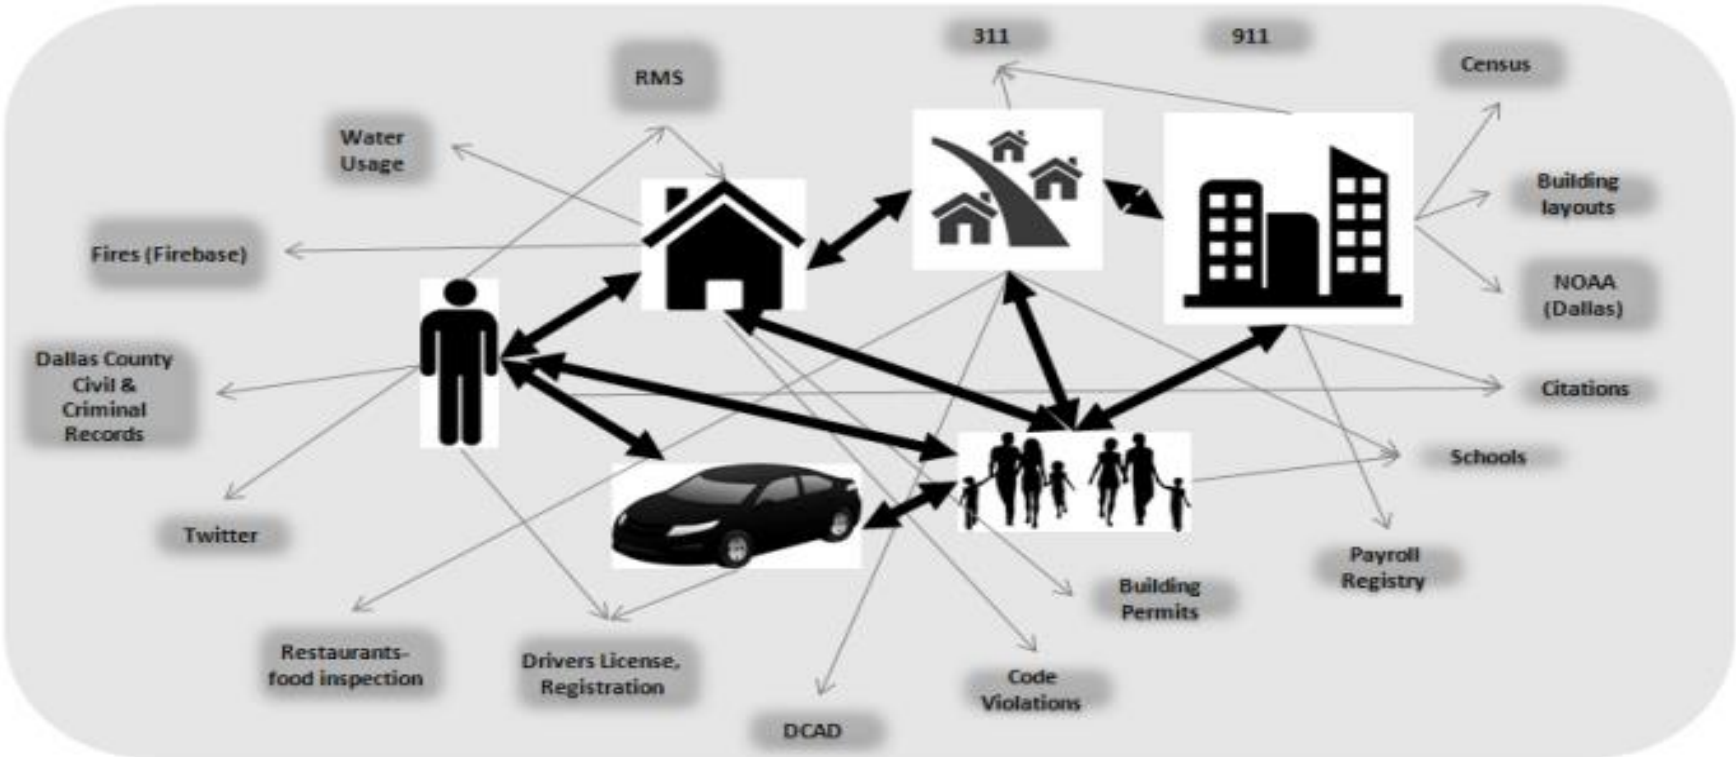 311
911
Census
RMS
Water
Usage
Building
layouts
Fires (Firebase)
NOAA
(Dallas)
Dallas County
Civil &
Criminal
Records
Citations
Schools
Twitter
Payroll
Registry
Building
Permits
Restaurants-
food inspection
Drivers License,
Registration
Code
Violations
DCAD